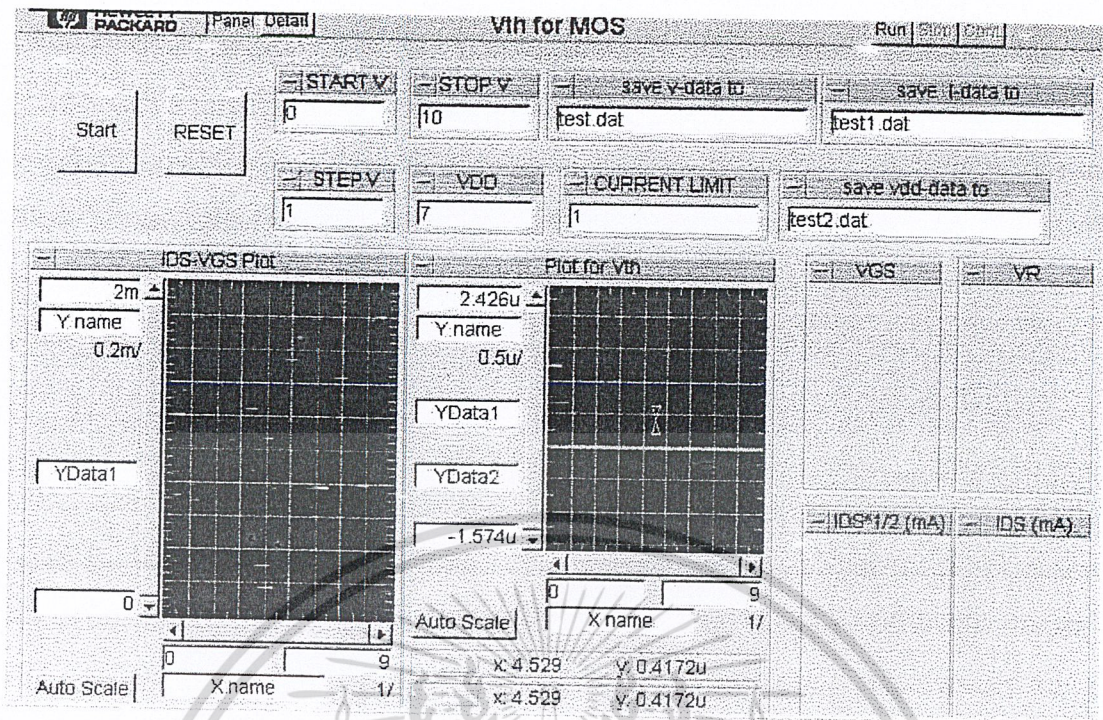 hp HEWLETT PACKARD Panel Detail Vth for MOS Run Stop Cont
START V STOP V save v-data to save I-data to
Start RESET 0 10 test.dat test1.dat
STEP V VDD CURRENT LIMIT save vdd-data to
1 7 1 test2.dat
IDS-VGS Plot Plot for Vth VGS VR
2m 2.426u
Y name Y name
0.2m/ 0.5u/
YData1
YData1 YData2
IDS^1/2 (mA) IDS (mA)
-1.574u
0 0 9
Auto Scale X name 1/
0 9 x: 4.529 y: 0.4172u
Auto Scale X name 1/ x: 4.529 y: 0.4172u